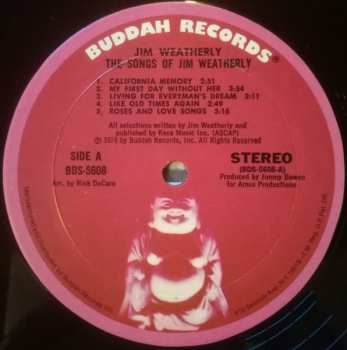 BUDDAH RECORDS®
JIM WEATHERLY
THE SONGS OF JIM WEATHERLY
1. CALIFORNIA MEMORY 2:51
2. MY FIRST DAY WITHOUT HER 3:54
3. LIVING FOR EVERYMAN'S DREAM 3:11
4. LIKE OLD TIMES AGAIN 2:49
5. ROSES AND LOVE SONGS 3:16
All selections written by Jim Weatherly and
published by Keca Music Inc. (ASCAP)
by Buddah Records, Inc. All Rights Reserved
SIDE A
BDS-5608
Arr. by
STEREO
(BDS-5608-A)
Produced by Jimmy Bowen
for Amos Productions